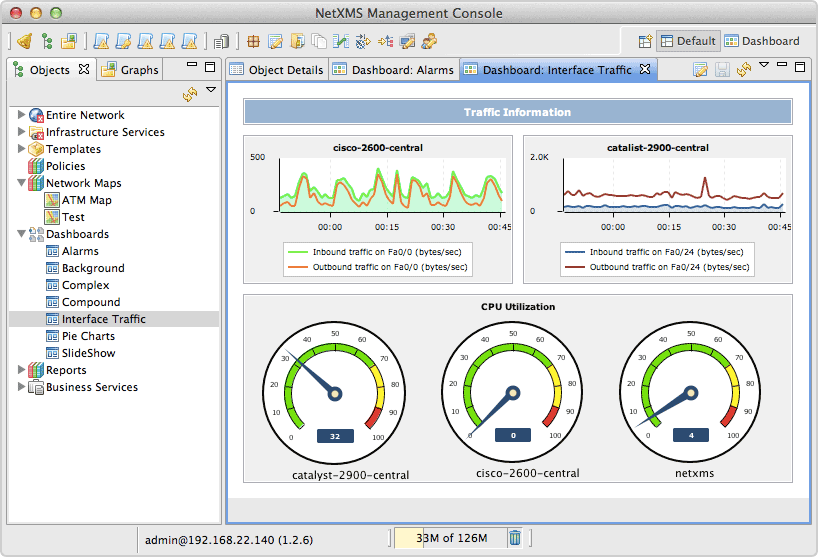 NetXMS Management Console
Default
Dashboard
Objects
Graphs
Object Details
Dashboard: Alarms
Dashboard: Interface Traffic
Entire Network
Infrastructure Services
Templates
Policies
Network Maps
ATM Map
Test
Dashboards
Alarms
Background
Complex
Compound
Interface Traffic
Pie Charts
SlideShow
Reports
Business Services
Traffic Information
cisco-2600-central
500
0
00:00 00:15 00:30 00:45
Inbound traffic on Fa0/0 (bytes/sec)
Outbound traffic on Fa0/0 (bytes/sec)
catalist-2900-central
2.0K
0
00:00 00:15 00:30 00:45
Inbound traffic on Fa0/24 (bytes/sec)
Outbound traffic on Fa0/24 (bytes/sec)
CPU Utilization
0 10 20 30 40 50 60 70 80 90 100
32
catalyst-2900-central
0 10 20 30 40 50 60 70 80 90 100
0
cisco-2600-central
0 10 20 30 40 50 60 70 80 90 100
4
netxms
admin@192.168.22.140 (1.2.6)
33M of 126M